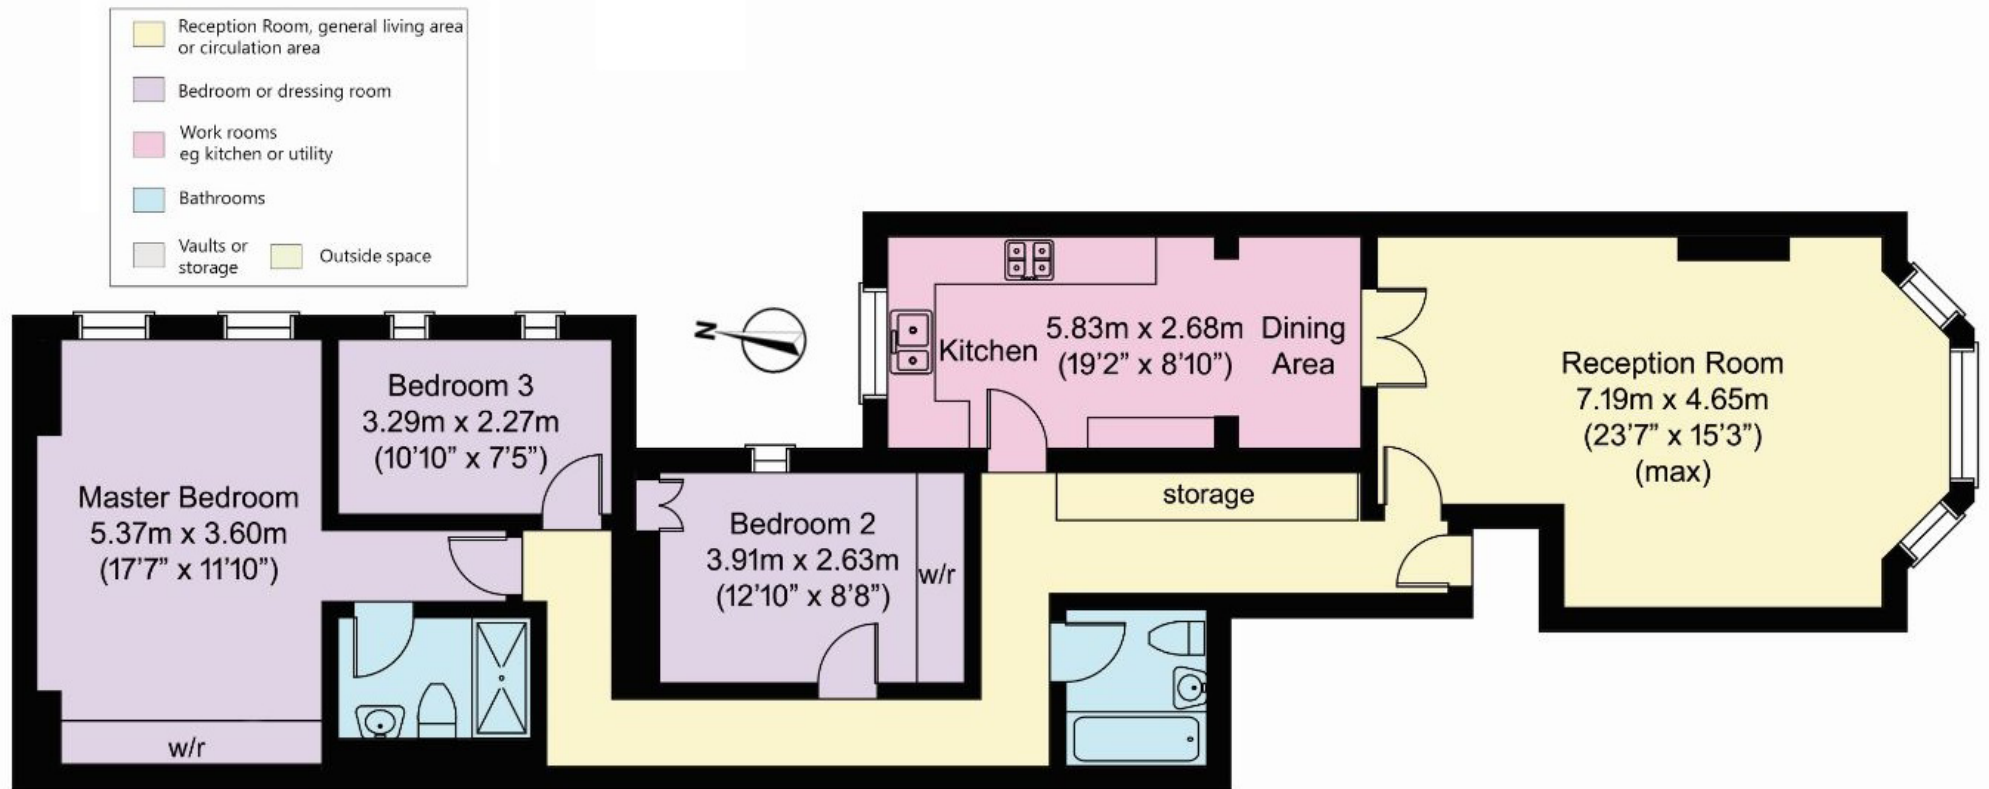 Reception Room, general living area
or circulation area
Bedroom or dressing room
Work rooms
eg kitchen or utility
Bathrooms
Vaults or
storage
Outside space
N
Kitchen
5.83m x 2.68m
(19’2” x 8’10”)
Dining
Area
Reception Room
7.19m x 4.65m
(23’7” x 15’3”)
(max)
Bedroom 3
3.29m x 2.27m
(10’10” x 7’5”)
Master Bedroom
5.37m x 3.60m
(17’7” x 11’10”)
w/r
Bedroom 2
3.91m x 2.63m
(12’10” x 8’8”)
w/r
storage